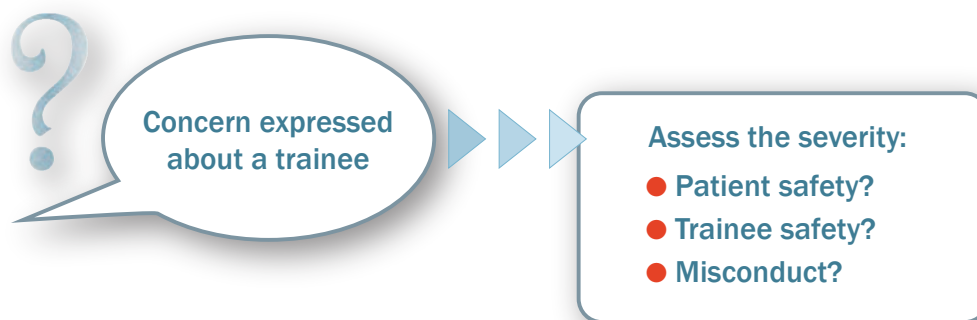 ?
Concern expressed
about a trainee
Assess the severity:
● Patient safety?
● Trainee safety?
● Misconduct?